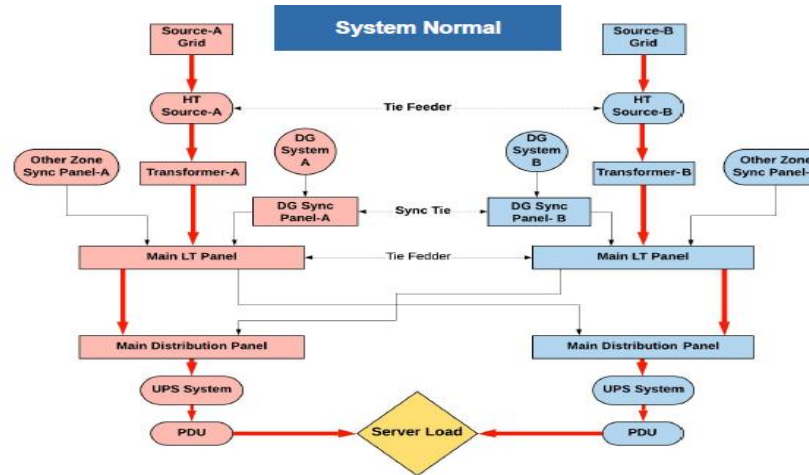 System Normal
Source-A
Grid
Source-B
Grid
HT
Source-A
Tie Feeder
HT
Source-B
DG
System
A
DG
System
B
Other Zone
Sync Panel-A
Transformer-A
Transformer-B
Other Zone
Sync Panel-
DG Sync
Panel-A
Sync Tie
DG Sync
Panel- B
Main LT Panel
Tie Fedder
Main LT Panel
Main Distribution Panel
Main Distribution Panel
UPS System
UPS System
PDU
Server Load
PDU